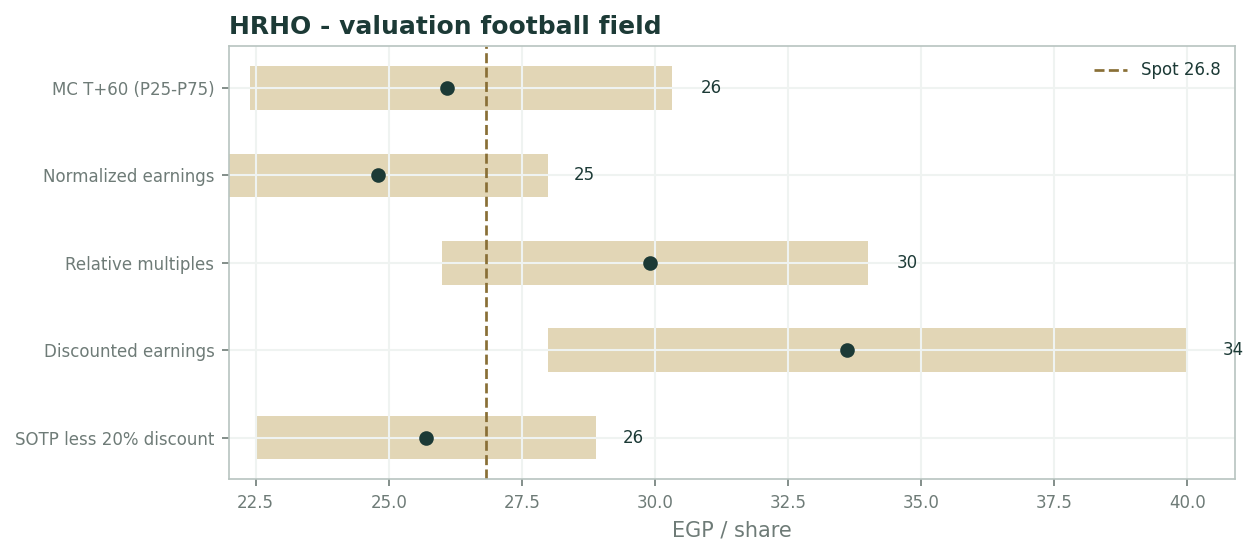 HRHO - valuation football field
Spot 26.8
MC T+60 (P25-P75)
26
Normalized earnings
25
Relative multiples
30
Discounted earnings
34
SOTP less 20% discount
26
22.5 25.0 27.5 30.0 32.5 35.0 37.5 40.0
EGP / share